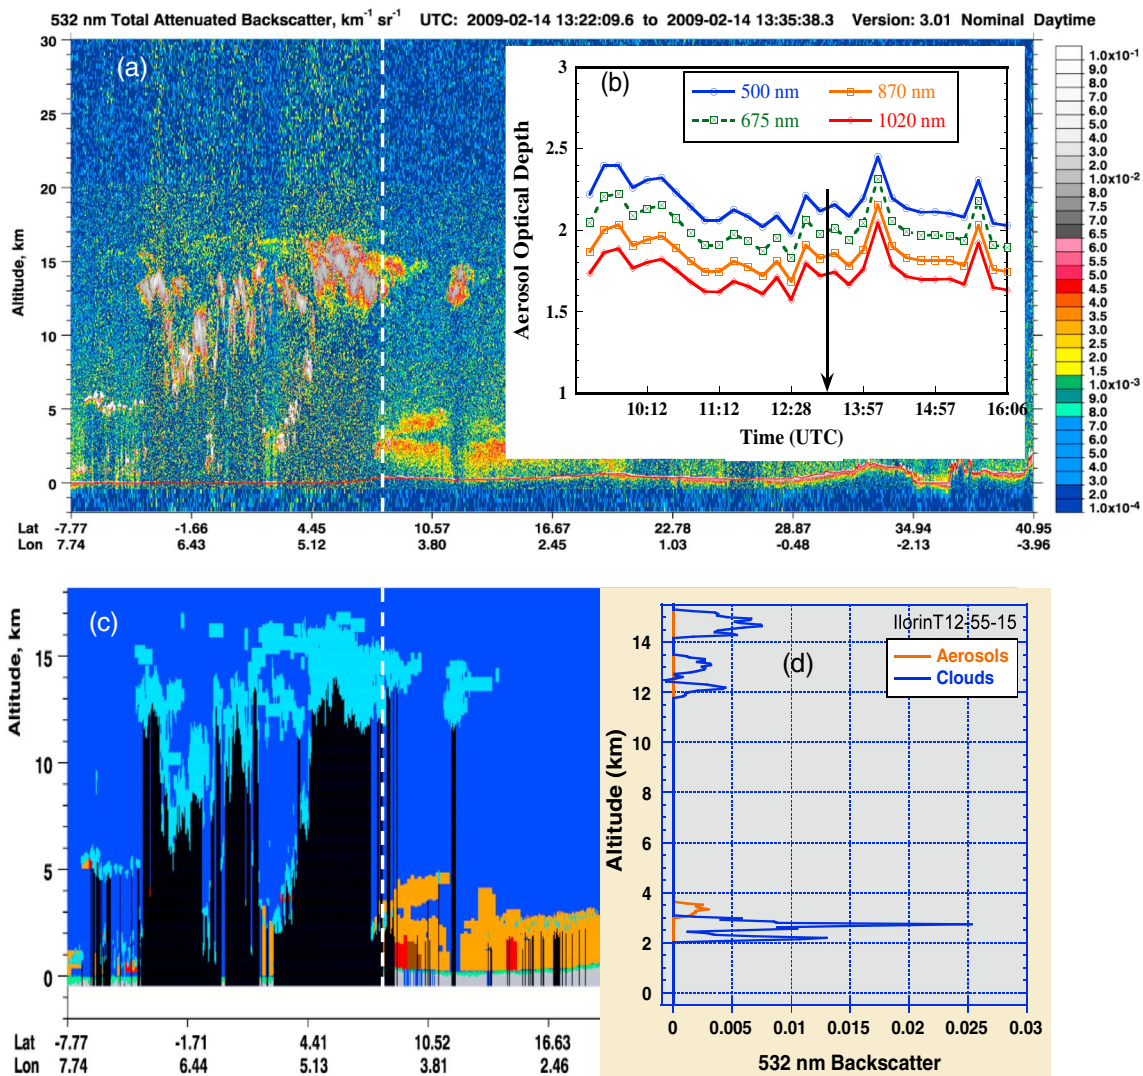 532 nm Total Attenuated Backscatter, km⁻¹ sr⁻¹ UTC: 2009-02-14 13:22:09.6 to 2009-02-14 13:35:38.3 Version: 3.01 Nominal Daytime
(a)
Altitude, km
30
25
20
15
10
5
0
Lat -7.77 -1.66 4.45 10.57 16.67 22.78 28.87 34.94 40.95
Lon 7.74 6.43 5.12 3.80 2.45 1.03 -0.48 -2.13 -3.96
1.0x10⁻¹
9.0
8.0
7.0
6.0
5.0
4.0
3.0
2.0
1.0x10⁻²
8.0
7.5
7.0
6.5
6.0
5.5
5.0
4.5
4.0
3.5
3.0
2.5
2.0
1.5
1.0x10⁻³
9.0
8.0
7.0
6.0
5.0
4.0
3.0
2.0
1.0x10⁻⁴
(b)
500 nm
870 nm
675 nm
1020 nm
Aerosol Optical Depth
3
2.5
2
1.5
1
10:12 11:12 12:28 13:57 14:57 16:06
Time (UTC)
(c)
Altitude, km
15
10
5
0
Lat -7.77 -1.71 4.41 10.52 16.63
Lon 7.74 6.44 5.13 3.81 2.46
IlorinT12-55-15
(d)
Aerosols
Clouds
Altitude (km)
14
12
10
8
6
4
2
0
0 0.005 0.01 0.015 0.02 0.025 0.03
532 nm Backscatter